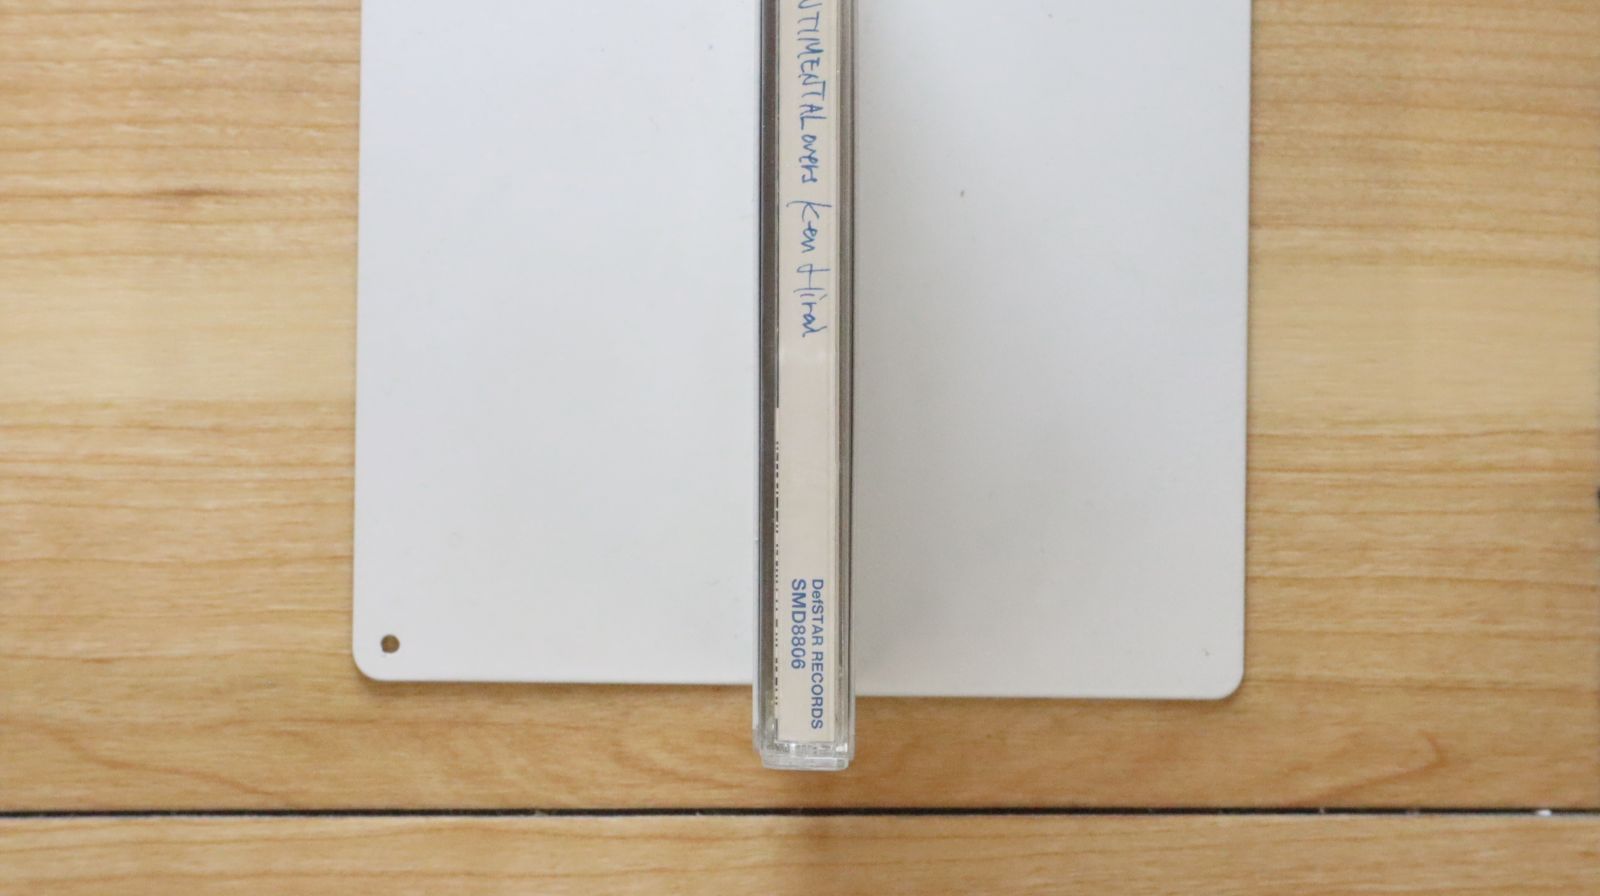 NTIMENTALovers Ken Hirai
DefSTAR RECORDS
SMD8806